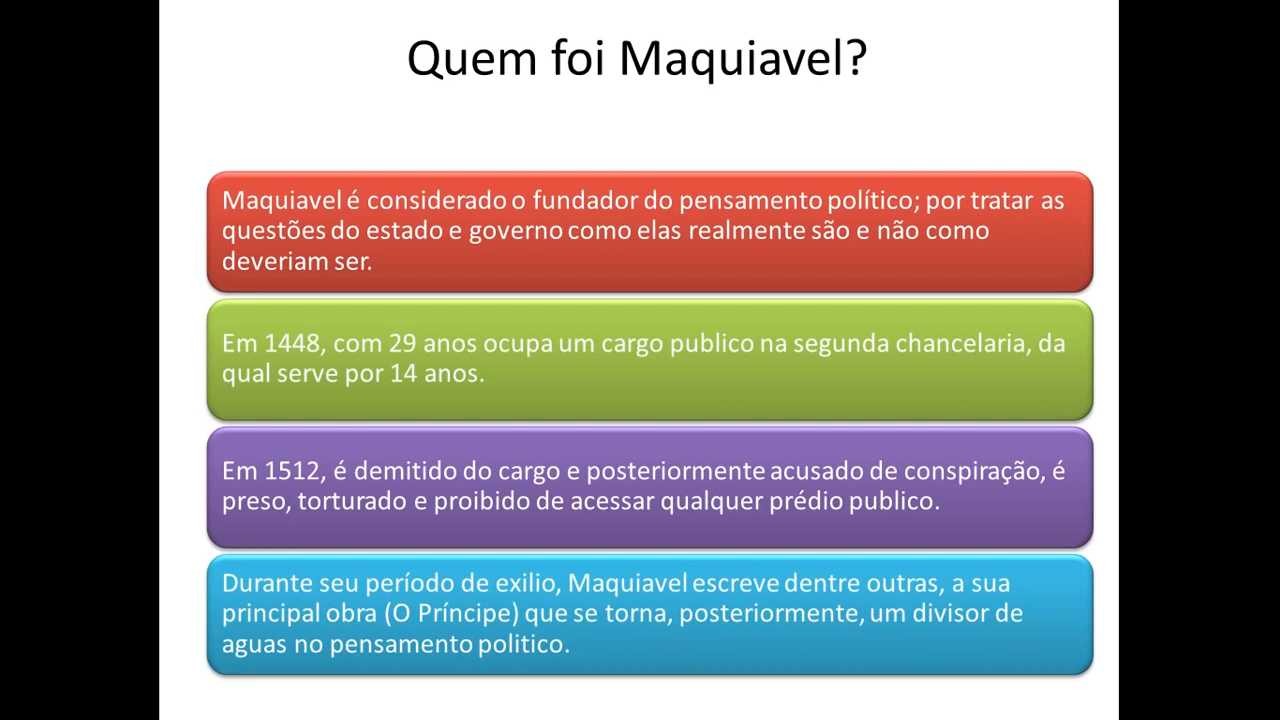 Quem foi Maquiavel?
Maquiavel é considerado o fundador do pensamento político; por tratar as
questões do estado e governo como elas realmente são e não como
deveriam ser.
Em 1448, com 29 anos ocupa um cargo publico na segunda chancelaria, da
qual serve por 14 anos.
Em 1512, é demitido do cargo e posteriormente acusado de conspiração, é
preso, torturado e proibido de acessar qualquer prédio publico.
Durante seu período de exilio, Maquiavel escreve dentre outras, a sua
principal obra (O Príncipe) que se torna, posteriormente, um divisor de
aguas no pensamento politico.